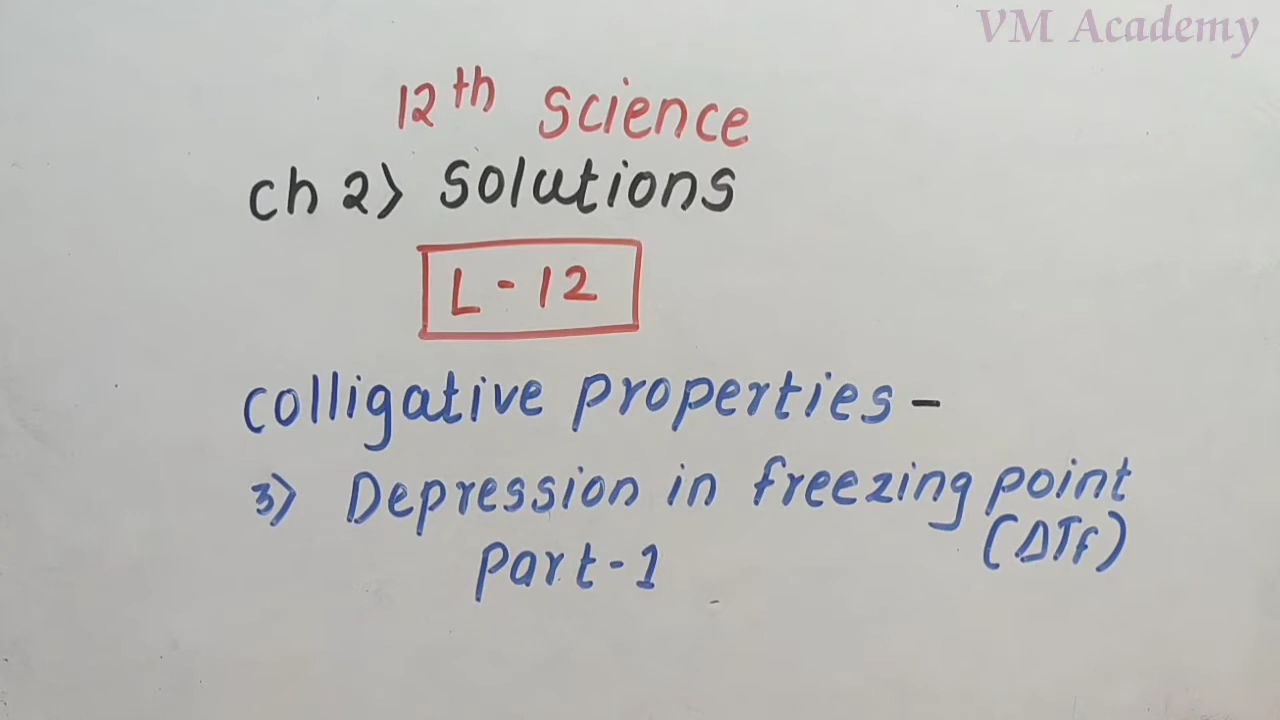 VM Academy
12th Science
ch 2) Solutions
L - 12
Colligative properties -
3) Depression in freezing point
(ΔTf)
Part-1